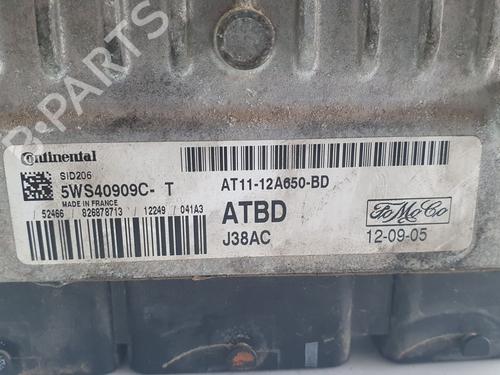 Continental
SID206
5WS40909C- T
MADE IN FRANCE
/ 52466 / 826878713 / 12249 / 041A3
AT11-12A650-BD
ATBD
J38AC
FoMoCo
12-09-05
B-PARTS